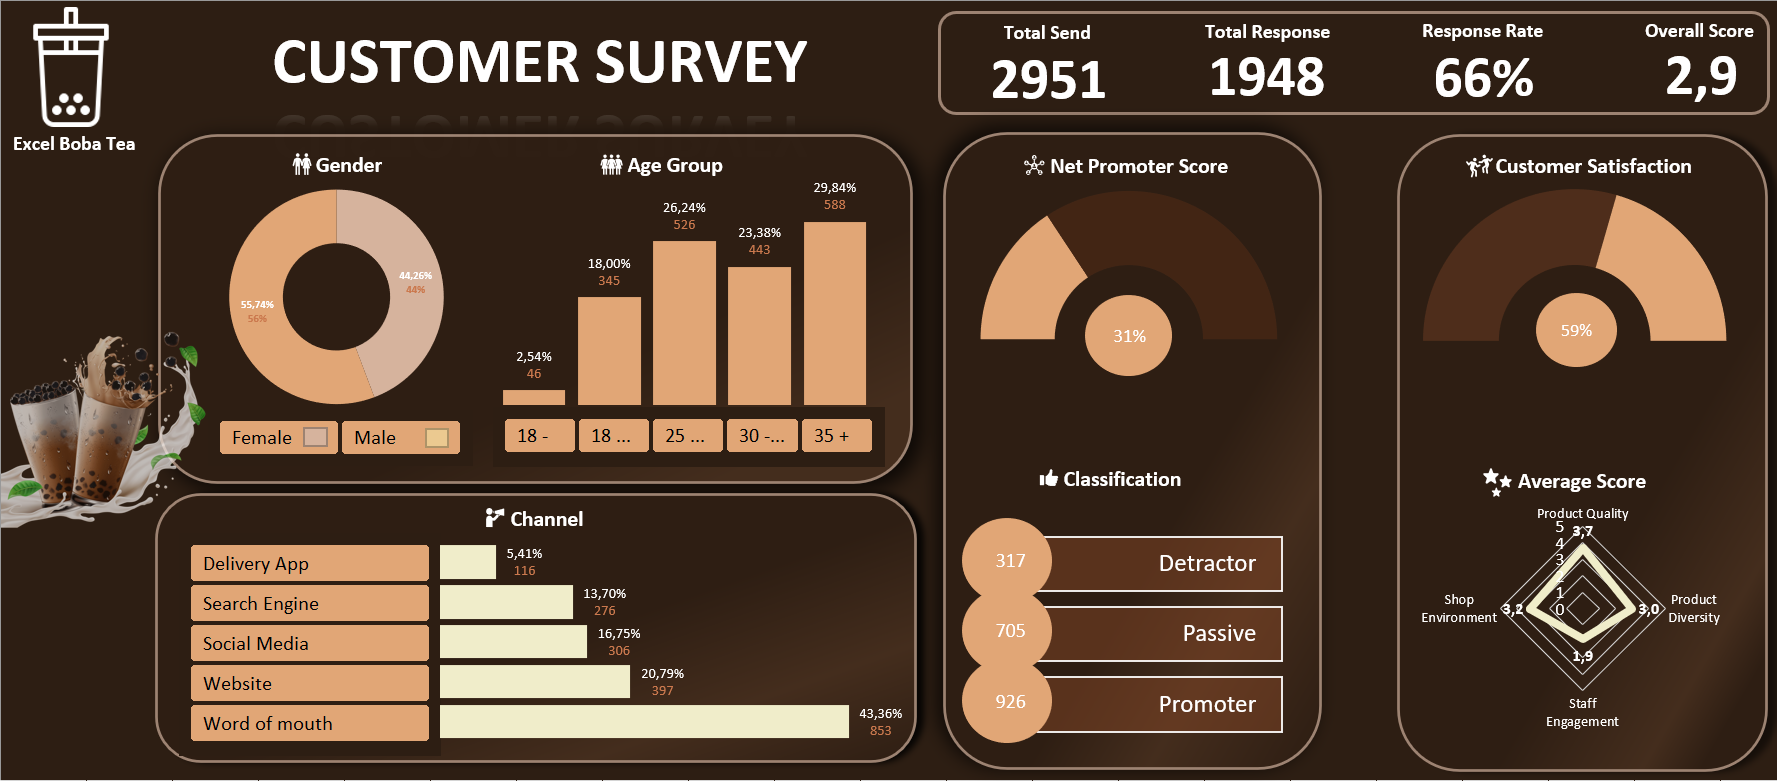 Excel Boba Tea
CUSTOMER SURVEY
Total Send
2951
Total Response
1948
Response Rate
66%
Overall Score
2,9
Gender
44,26%
44%
55,74%
56%
Female
Male
Age Group
2,54%
46
18,00%
345
26,24%
526
23,38%
443
29,84%
588
18 -
18 ...
25 ...
30 -...
35 +
Channel
Delivery App
5,41%
116
Search Engine
13,70%
276
Social Media
16,75%
306
Website
20,79%
397
Word of mouth
43,36%
853
Net Promoter Score
31%
Classification
317
Detractor
705
Passive
926
Promoter
Customer Satisfaction
59%
Average Score
Product Quality
3,7
5
4
3
1
0
Shop
Environment
3,2
3,0
Product
Diversity
1,9
Staff
Engagement